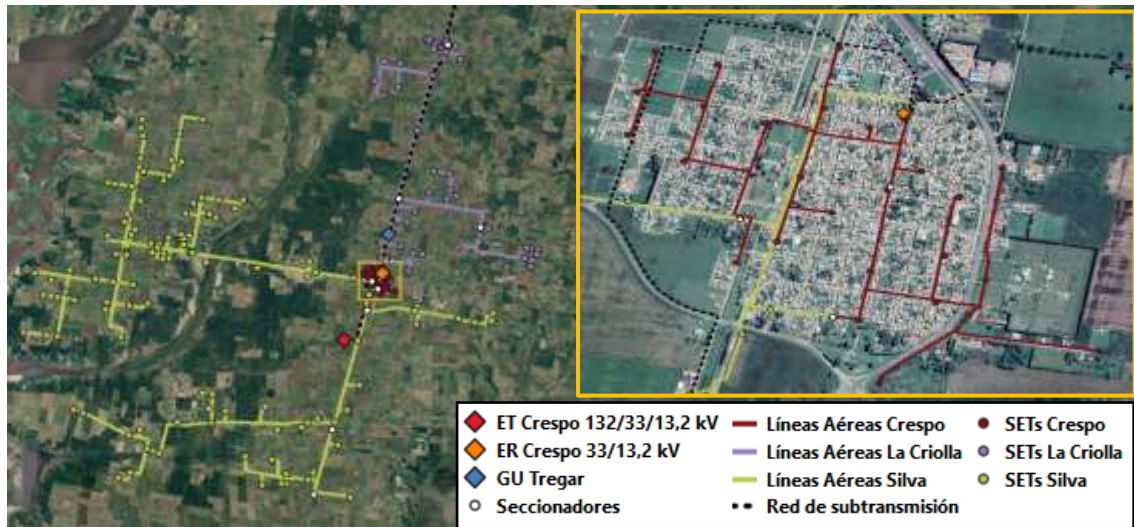 ET Crespo 132/33/13,2 kV
ER Crespo 33/13,2 kV
GU Tregar
Seccionadores
Líneas Aéreas Crespo
Líneas Aéreas La Criolla
Líneas Aéreas Silva
Red de subtransmisión
SETs Crespo
SETs La Criolla
SETs Silva